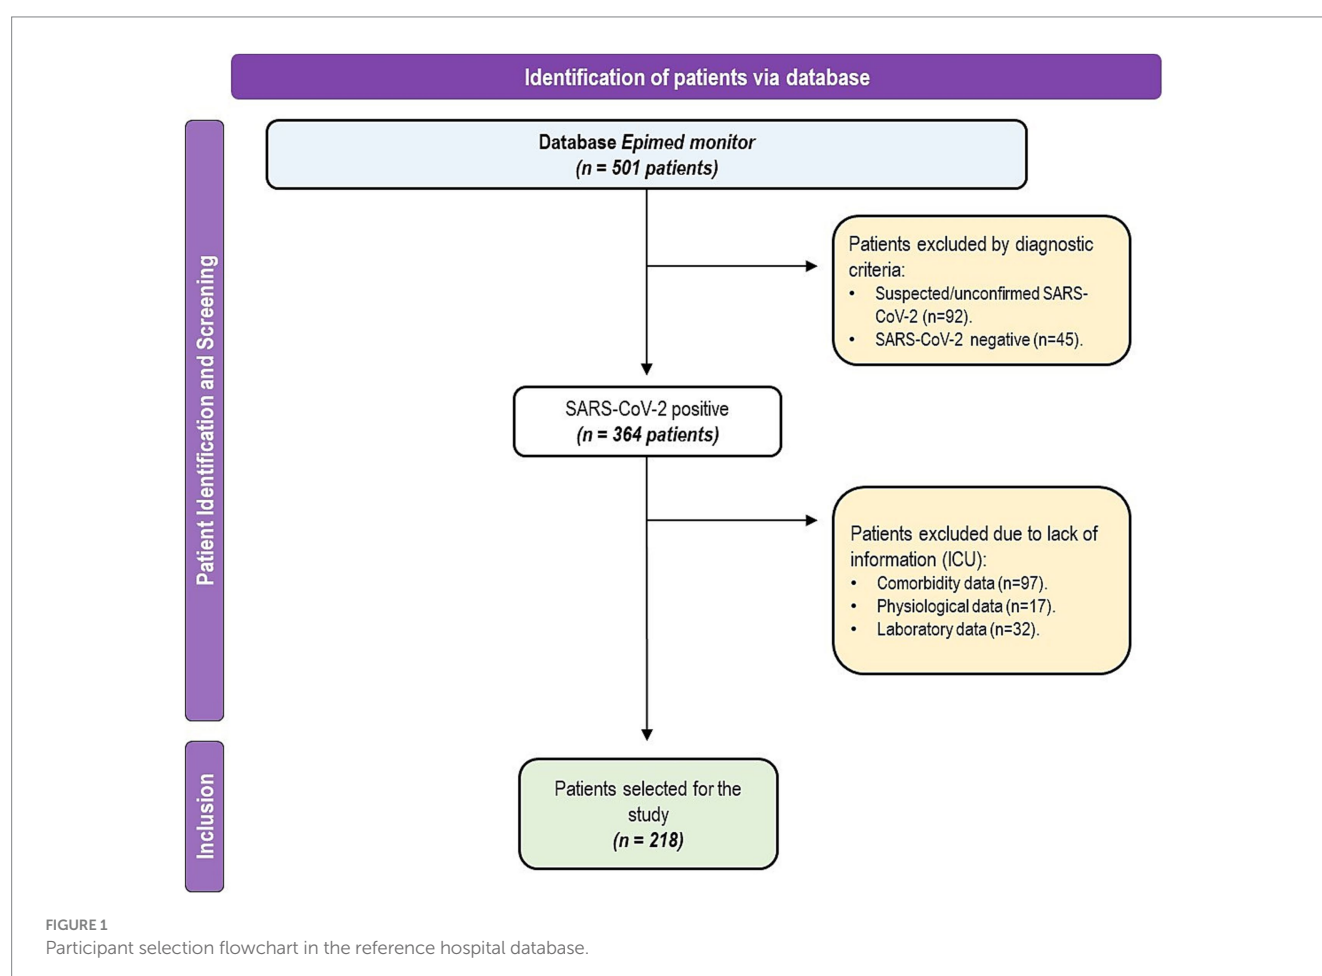 Identification of patients via database
Patient Identification and Screening
Database Epimed monitor
(n = 501 patients)
Patients excluded by diagnostic
criteria:
• Suspected/unconfirmed SARS-
CoV-2 (n=92).
• SARS-CoV-2 negative (n=45).
SARS-CoV-2 positive
(n = 364 patients)
Patients excluded due to lack of
information (ICU):
• Comorbidity data (n=97).
• Physiological data (n=17).
• Laboratory data (n=32).
Inclusion
Patients selected for the
study
(n = 218)
FIGURE 1
Participant selection flowchart in the reference hospital database.